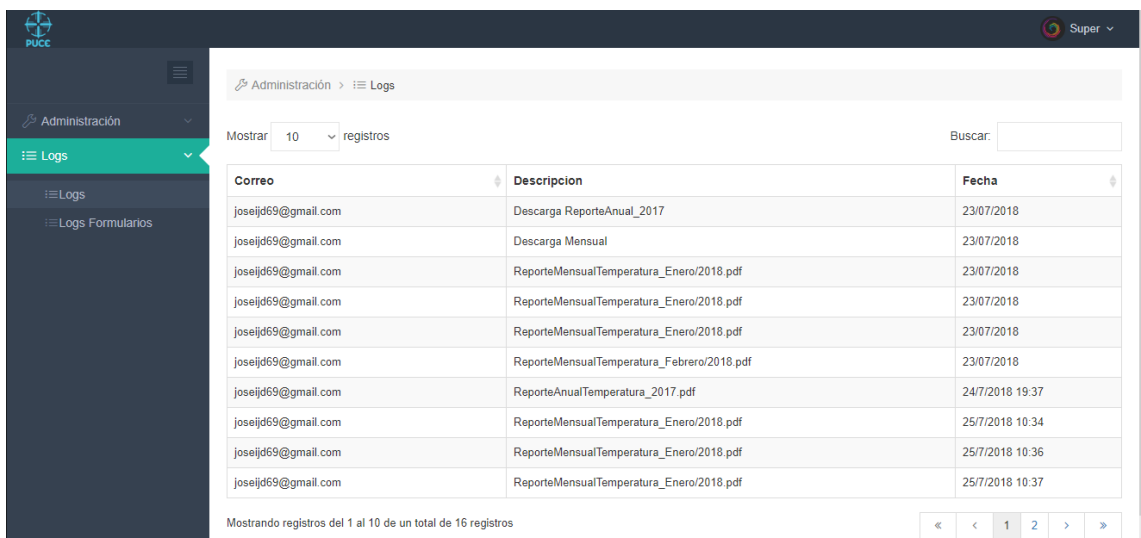 PUCC
Super
Administración > Logs
Administración
Logs
Logs
Logs Formularios
Mostrar 10 registros
Buscar:
Correo Descripcion Fecha
joseijd69@gmail.com Descarga ReporteAnual_2017 23/07/2018
joseijd69@gmail.com Descarga Mensual 23/07/2018
joseijd69@gmail.com ReporteMensualTemperatura_Enero/2018.pdf 23/07/2018
joseijd69@gmail.com ReporteMensualTemperatura_Enero/2018.pdf 23/07/2018
joseijd69@gmail.com ReporteMensualTemperatura_Enero/2018.pdf 23/07/2018
joseijd69@gmail.com ReporteMensualTemperatura_Febrero/2018.pdf 23/07/2018
joseijd69@gmail.com ReporteAnualTemperatura_2017.pdf 24/7/2018 19:37
joseijd69@gmail.com ReporteMensualTemperatura_Enero/2018.pdf 25/7/2018 10:34
joseijd69@gmail.com ReporteMensualTemperatura_Enero/2018.pdf 25/7/2018 10:36
joseijd69@gmail.com ReporteMensualTemperatura_Enero/2018.pdf 25/7/2018 10:37
Mostrando registros del 1 al 10 de un total de 16 registros
« < 1 2 > »